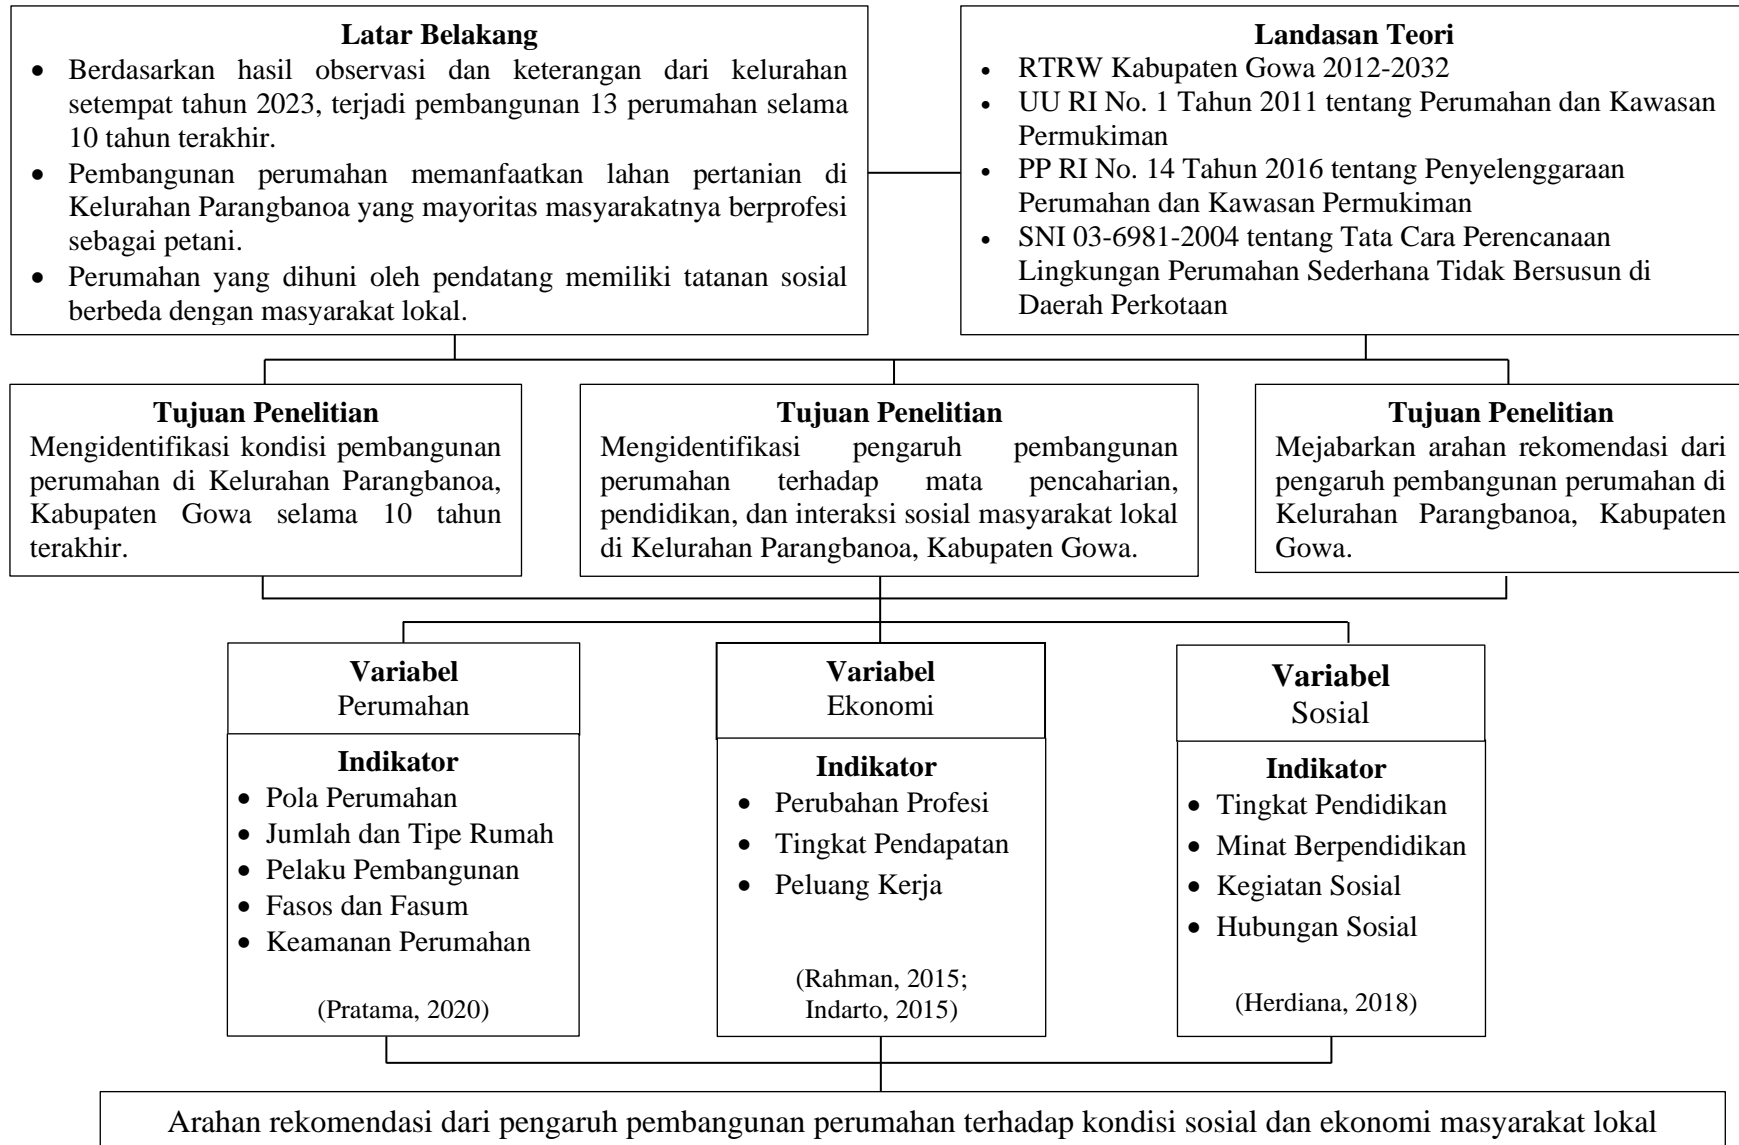 Latar Belakang
• Berdasarkan hasil observasi dan keterangan dari kelurahan
setempat tahun 2023, terjadi pembangunan 13 perumahan selama
10 tahun terakhir.
• Pembangunan perumahan memanfaatkan lahan pertanian di
Kelurahan Parangbanoa yang mayoritas masyarakatnya berprofesi
sebagai petani.
• Perumahan yang dihuni oleh pendatang memiliki tatanan sosial
berbeda dengan masyarakat lokal.
Landasan Teori
• RTRW Kabupaten Gowa 2012-2032
• UU RI No. 1 Tahun 2011 tentang Perumahan dan Kawasan
Permukiman
• PP RI No. 14 Tahun 2016 tentang Penyelenggaraan
Perumahan dan Kawasan Permukiman
• SNI 03-6981-2004 tentang Tata Cara Perencanaan
Lingkungan Perumahan Sederhana Tidak Bersusun di
Daerah Perkotaan
Tujuan Penelitian
Mengidentifikasi kondisi pembangunan
perumahan di Kelurahan Parangbanoa,
Kabupaten Gowa selama 10 tahun
terakhir.
Tujuan Penelitian
Mengidentifikasi pengaruh pembangunan
perumahan terhadap mata pencaharian,
pendidikan, dan interaksi sosial masyarakat lokal
di Kelurahan Parangbanoa, Kabupaten Gowa.
Tujuan Penelitian
Mejabarkan arahan rekomendasi dari
pengaruh pembangunan perumahan di
Kelurahan Parangbanoa, Kabupaten
Gowa.
Variabel
Perumahan
Indikator
• Pola Perumahan
• Jumlah dan Tipe Rumah
• Pelaku Pembangunan
• Fasos dan Fasum
• Keamanan Perumahan
(Pratama, 2020)
Variabel
Ekonomi
Indikator
• Perubahan Profesi
• Tingkat Pendapatan
• Peluang Kerja
(Rahman, 2015;
Indarto, 2015)
Variabel
Sosial
Indikator
• Tingkat Pendidikan
• Minat Berpendidikan
• Kegiatan Sosial
• Hubungan Sosial
(Herdiana, 2018)
Arahan rekomendasi dari pengaruh pembangunan perumahan terhadap kondisi sosial dan ekonomi masyarakat lokal